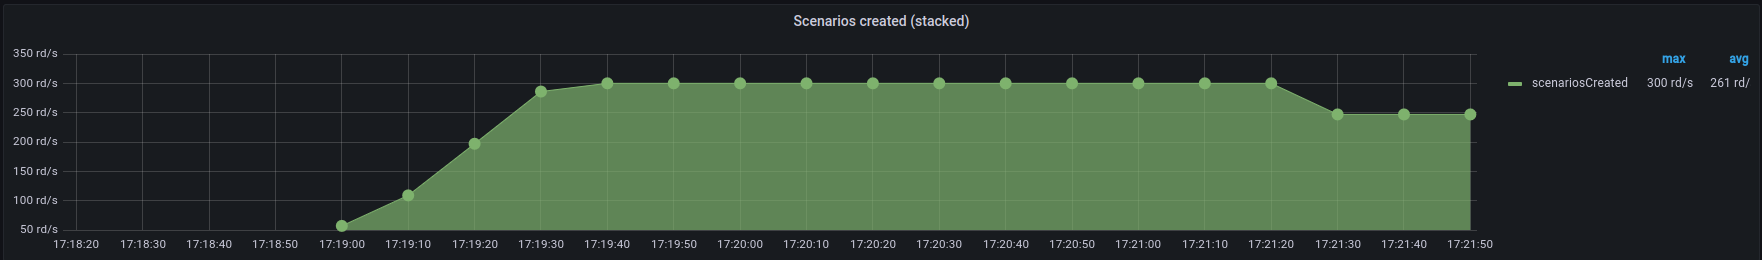 Scenarios created (stacked)
350 rd/s
300 rd/s
250 rd/s
200 rd/s
150 rd/s
100 rd/s
50 rd/s
17:18:20 17:18:30 17:18:40 17:18:50 17:19:00 17:19:10 17:19:20 17:19:30 17:19:40 17:19:50 17:20:00 17:20:10 17:20:20 17:20:30 17:20:40 17:20:50 17:21:00 17:21:10 17:21:20 17:21:30 17:21:40 17:21:50
max avg
scenariosCreated 300 rd/s 261 rd/